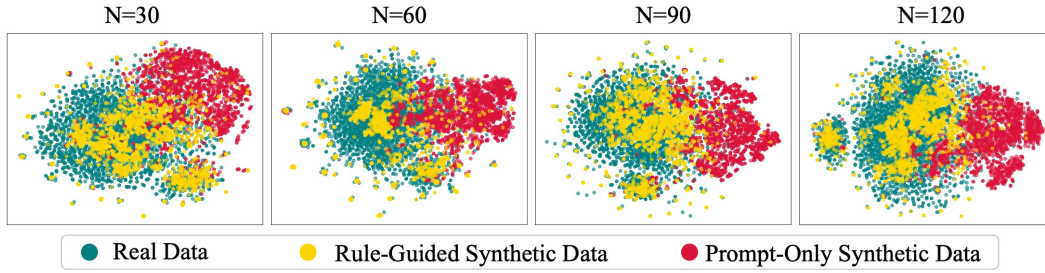 N=30 N=60 N=90 N=120
Real Data Rule-Guided Synthetic Data Prompt-Only Synthetic Data